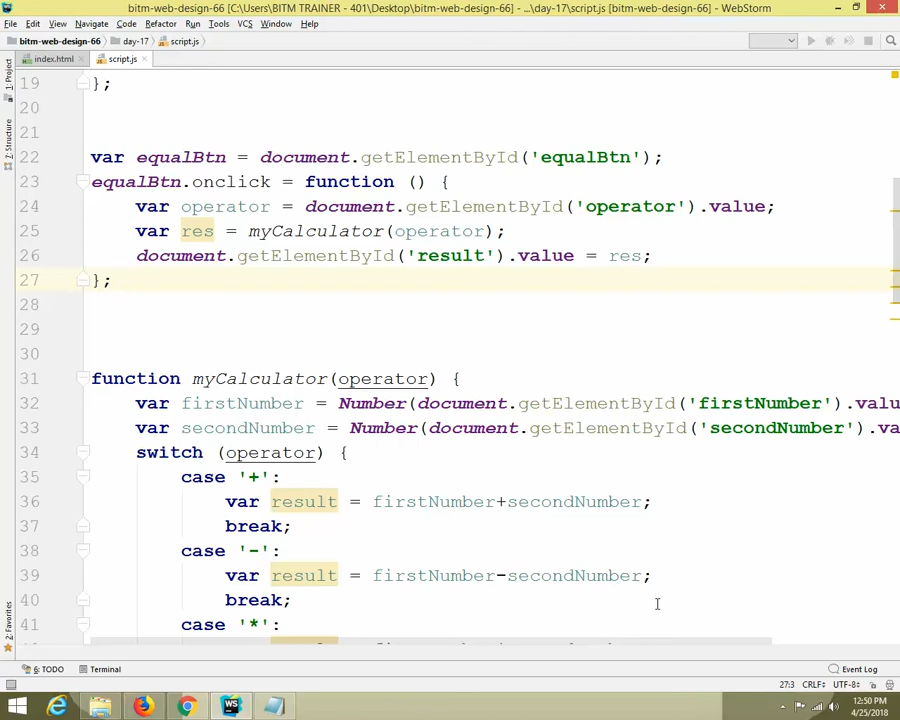 bitm-web-design-66 [C:\Users\BITM TRAINER - 401\Desktop\bitm-web-design-66] - ...\day-17\script.js [bitm-web-design-66] - WebStorm
File Edit View Navigate Code Refactor Run Tools VCS Window Help
bitm-web-design-66 day-17 script.js
index.html script.js
1: Project
7: Structure
2: Favorites
19 };
20
21
22 var equalBtn = document.getElementById('equalBtn');
23 equalBtn.onclick = function () {
24 var operator = document.getElementById('operator').value;
25 var res = myCalculator(operator);
26 document.getElementById('result').value = res;
27 };
28
29
30
31 function myCalculator(operator) {
32 var firstNumber = Number(document.getElementById('firstNumber').valu
33 var secondNumber = Number(document.getElementById('secondNumber').va
34 switch (operator) {
35 case '+':
36 var result = firstNumber+secondNumber;
37 break;
38 case '-':
39 var result = firstNumber-secondNumber;
40 break;
41 case '*':
6: TODO Terminal Event Log
27:3 CRLF UTF-8
WS
12:50 PM
4/25/2018